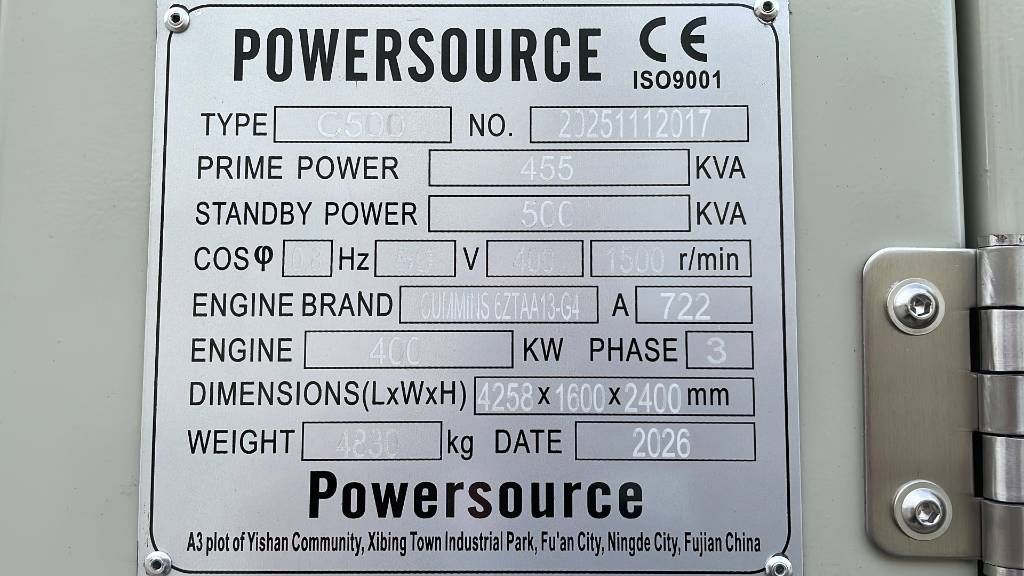 POWERSOURCE CE
ISO9001
TYPE C500 NO. 20251112017
PRIME POWER 455 KVA
STANDBY POWER 500 KVA
COSφ 0.8 Hz 50 V 400 1500 r/min
ENGINE BRAND CUMMINS 6ZTAA13-G4 A 722
ENGINE 400 KW PHASE 3
DIMENSIONS(LxWxH) 4258 x 1600 x 2400 mm
WEIGHT 4830 kg DATE 2026
Powersource
A3 plot of Yishan Community, Xibing Town Industrial Park, Fu'an City, Ningde City, Fujian China